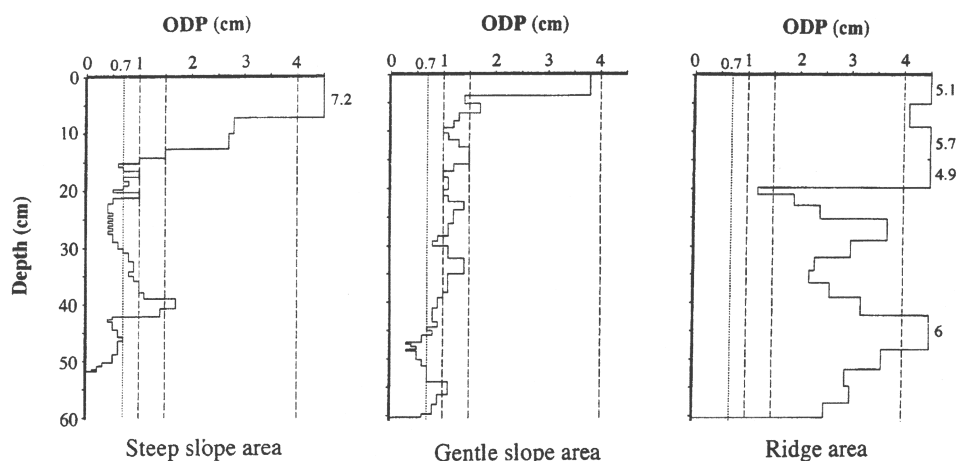 ODP (cm) ODP (cm) ODP (cm)
0 0.7 1 2 3 4 0 0.7 1 2 3 4 0.7 1 2 3 4
0 7.2 5.1
10 5.7
20 4.9
30
40 6
50
60
Depth (cm)
Steep slope area Gentle slope area Ridge area